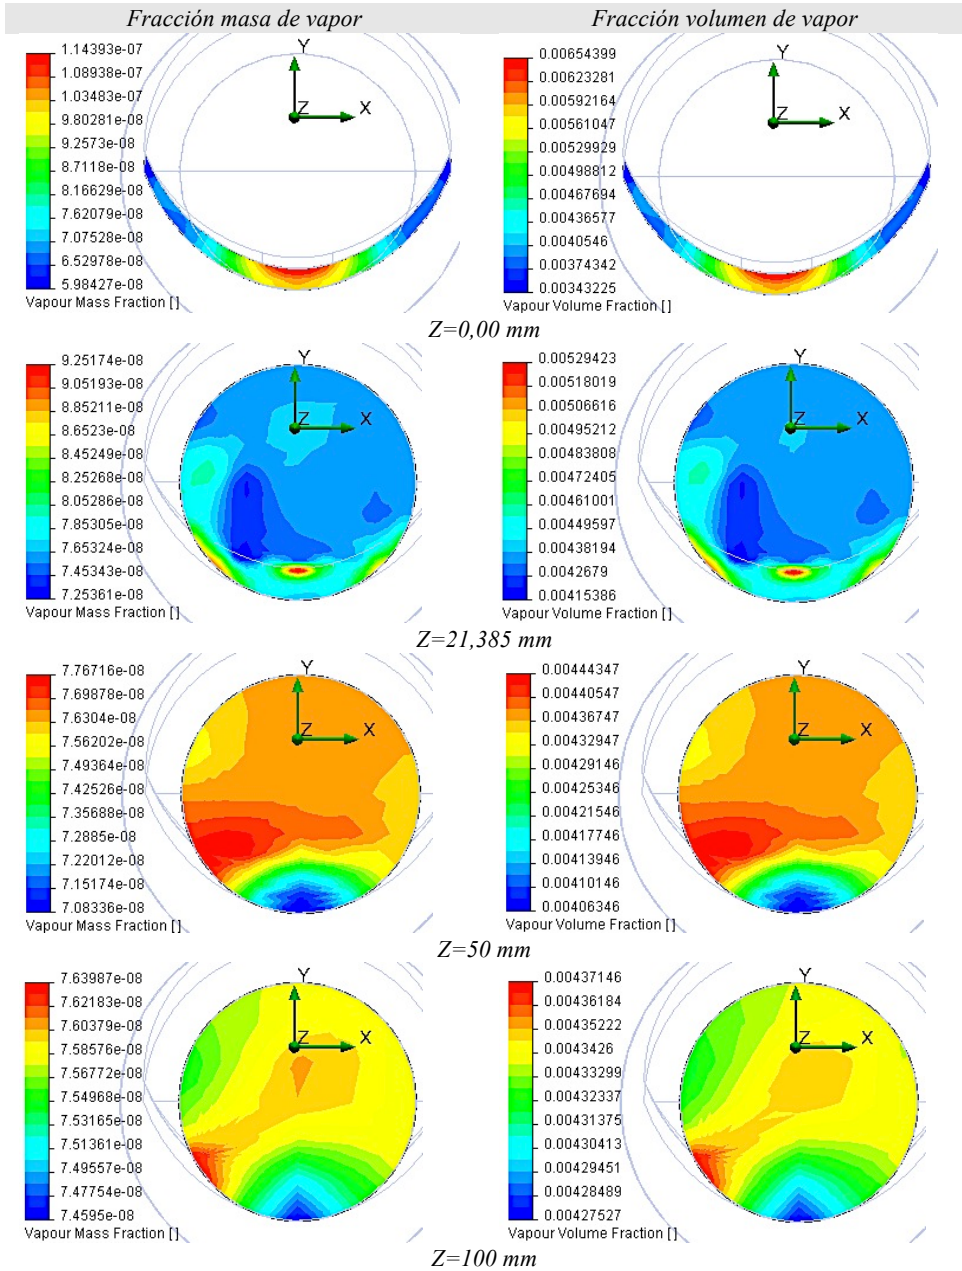 Fracción masa de vapor
Fracción volumen de vapor
1.14393e-07
1.08938e-07
1.03483e-07
9.80281e-08
9.2573e-08
8.7118e-08
8.16629e-08
7.62079e-08
7.07528e-08
6.52978e-08
5.98427e-08
Vapour Mass Fraction [ ]
Y
Z
X
0.00654399
0.00623281
0.00592164
0.00561047
0.00529929
0.00498812
0.00467694
0.00436577
0.0040546
0.00374342
0.00343225
Vapour Volume Fraction [ ]
Y
Z
X
Z=0,00 mm
9.25174e-08
9.05193e-08
8.85211e-08
8.6523e-08
8.45249e-08
8.25268e-08
8.05286e-08
7.85305e-08
7.65324e-08
7.45343e-08
7.25361e-08
Vapour Mass Fraction [ ]
Y
Z
X
0.00529423
0.00518019
0.00506616
0.00495212
0.00483808
0.00472405
0.00461001
0.00449597
0.00438194
0.0042679
0.00415386
Vapour Volume Fraction [ ]
Y
Z
X
Z=21,385 mm
7.76716e-08
7.69878e-08
7.6304e-08
7.56202e-08
7.49364e-08
7.42526e-08
7.35688e-08
7.2885e-08
7.22012e-08
7.15174e-08
7.08336e-08
Vapour Mass Fraction [ ]
Y
Z
X
0.00444347
0.00440547
0.00436747
0.00432947
0.00429146
0.00425346
0.00421546
0.00417746
0.00413946
0.00410146
0.00406346
Vapour Volume Fraction [ ]
Y
Z
X
Z=50 mm
7.63987e-08
7.62183e-08
7.60379e-08
7.58576e-08
7.56772e-08
7.54968e-08
7.53165e-08
7.51361e-08
7.49557e-08
7.47754e-08
7.4595e-08
Vapour Mass Fraction [ ]
Y
Z
X
0.00437146
0.00436184
0.00435222
0.0043426
0.00433299
0.00432337
0.00431375
0.00430413
0.00429451
0.00428489
0.00427527
Vapour Volume Fraction [ ]
Y
Z
X
Z=100 mm